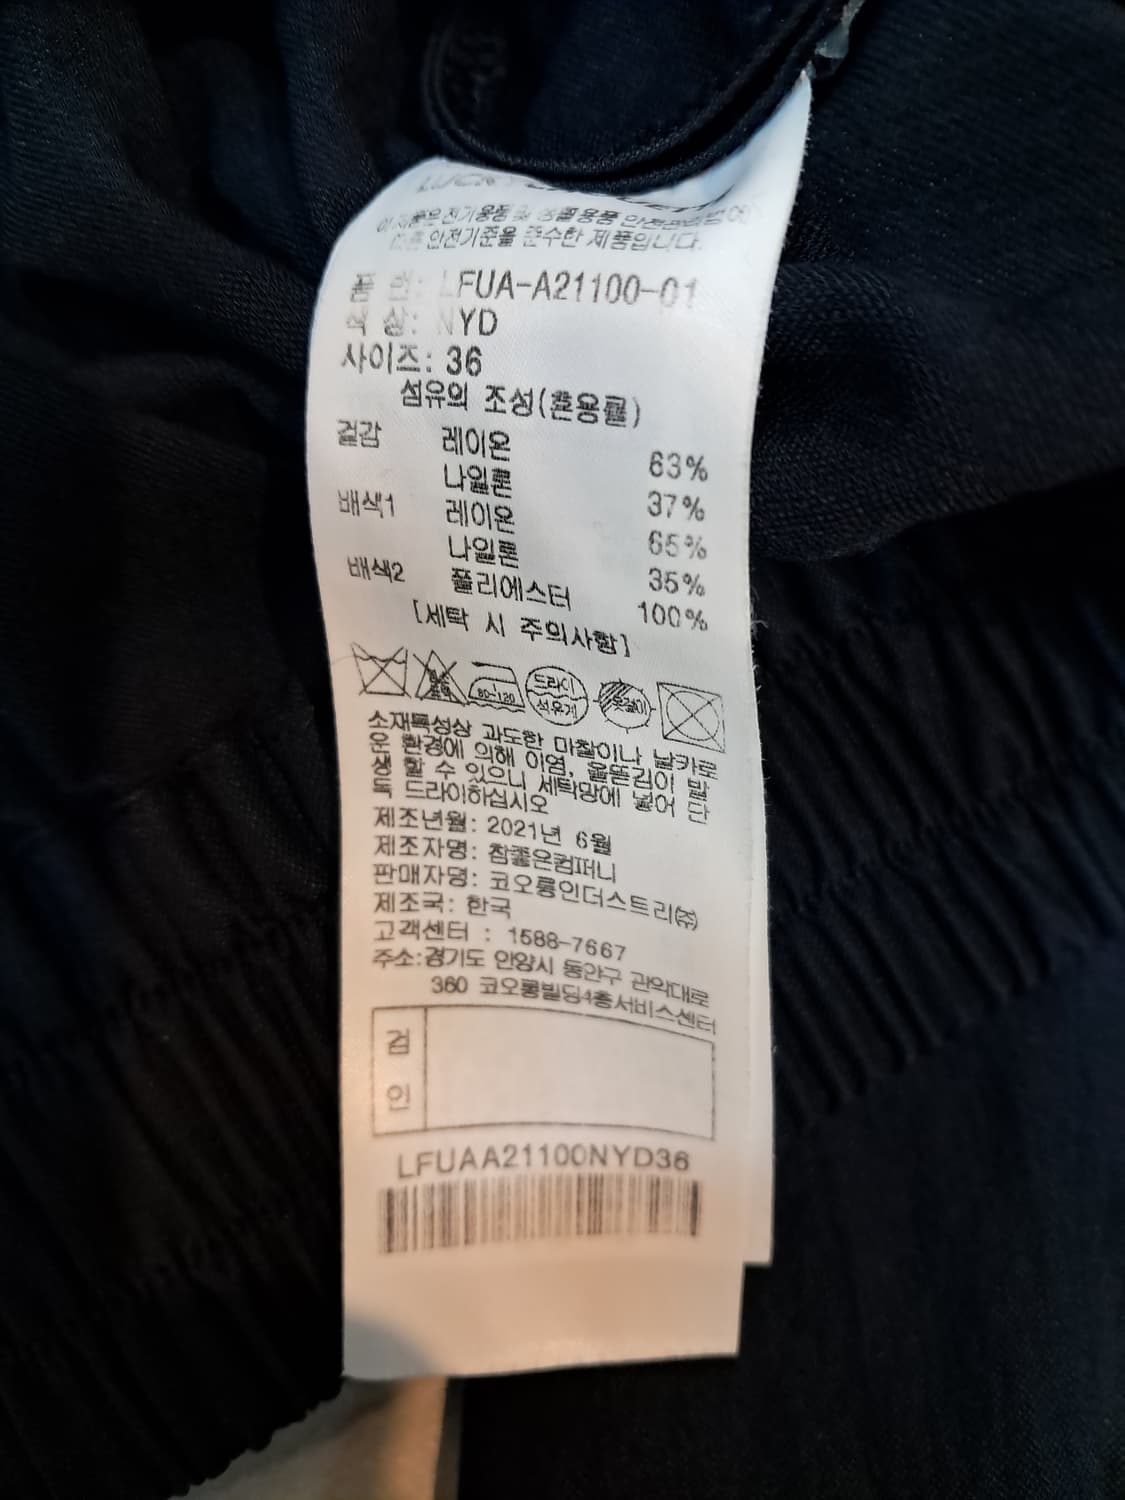 LUCKY
이 제품은 전기용품 및 생활용품 안전관리법에
따른 안전기준을 준수한 제품입니다.
품 번: LFUA-A21100-01
색 상: NYD
사이즈: 36
섬유의 조성(혼용률)
겉감 레이온 63%
나일론 37%
배색1 레이온 65%
나일론 35%
배색2 폴리에스터 100%
[세탁 시 주의사항]
80-120 드라이 석유계 옷걸이
소재특성상 과도한 마찰이나 날카로
운 환경에 의해 이염, 올뜯김이 발
생 할 수 있으니 세탁망에 넣어 단
독 드라이하십시오
제조년월: 2021년 6월
제조자명: 참좋은컴퍼니
판매자명: 코오롱인더스트리㈜
제조국: 한국
고객센터 : 1588-7667
주소:경기도 안양시 동안구 관악대로
360 코오롱빌딩4층서비스센터
검
인
LFUAA21100NYD36